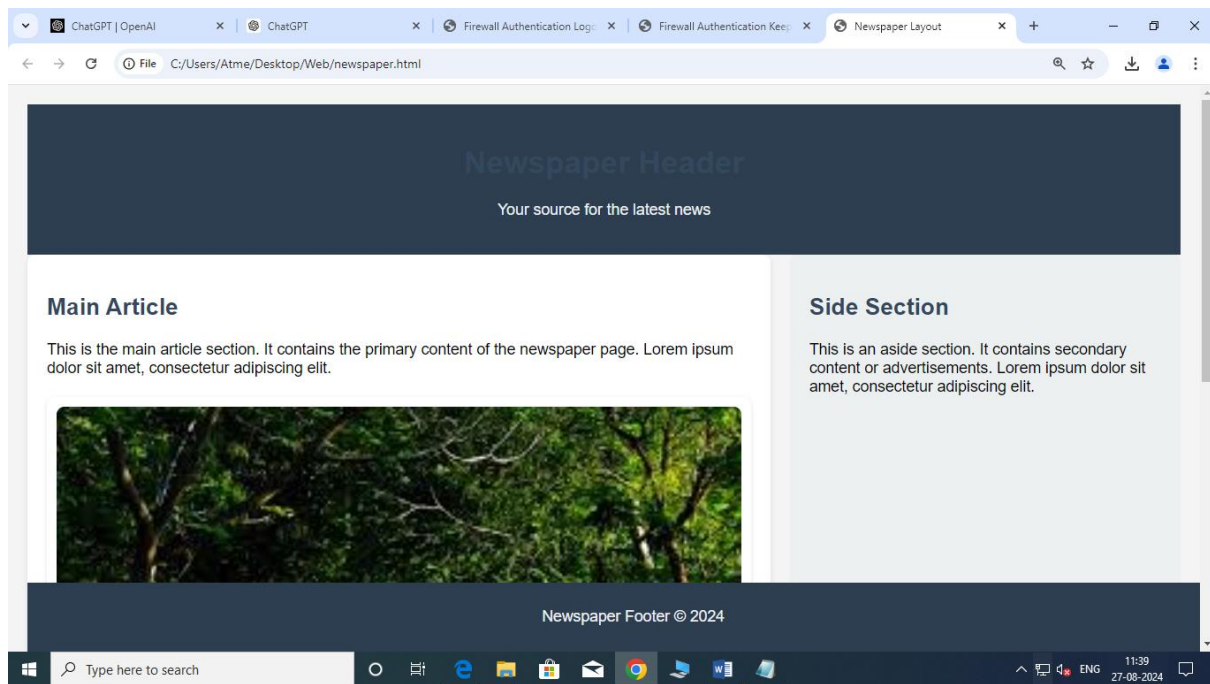 ChatGPT | OpenAI
ChatGPT
Firewall Authentication Logo
Firewall Authentication Keep
Newspaper Layout
File C:/Users/Atme/Desktop/Web/newspaper.html
Newspaper Header
Your source for the latest news
Main Article
This is the main article section. It contains the primary content of the newspaper page. Lorem ipsum
dolor sit amet, consectetur adipiscing elit.
Side Section
This is an aside section. It contains secondary
content or advertisements. Lorem ipsum dolor sit
amet, consectetur adipiscing elit.
Newspaper Footer © 2024
Type here to search
ENG
11:39
27-08-2024